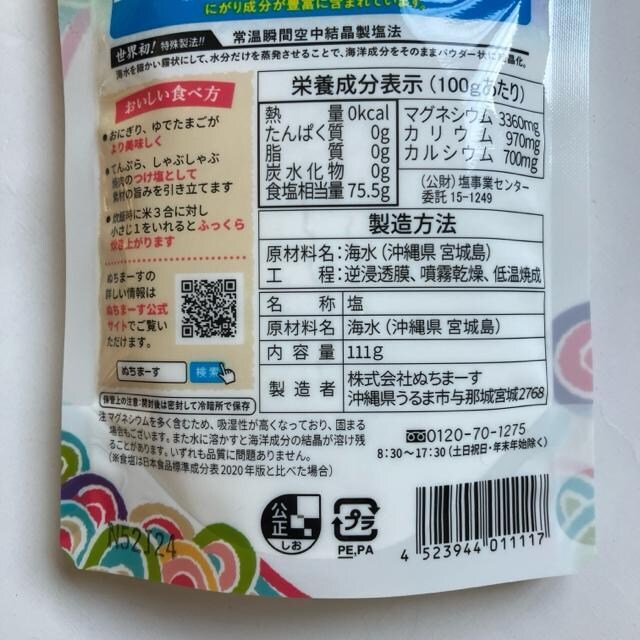 にがり成分が豊富に含まれています。
世界初! 特殊製法!! 常温瞬間空中結晶製塩法
海水を細かい霧状にして、水分だけを蒸発させることで、海洋成分をそのままパウダー状に結晶化。
おいしい食べ方
●おにぎり、ゆでたまごが
より美味しく
●てんぷら、しゃぶしゃぶ
焼肉のつけ塩として
素材の旨みを引き立てます
●炊飯時に米3合に対し
小さじ1をいれるとふっくら
炊き上がります
ぬちまーすの
詳しい情報は
ぬちまーす公式
サイトでご覧い
ただけます。
ぬちまーす 検索
栄養成分表示(100gあたり)
熱量 0kcal
たんぱく質 0g
脂質 0g
炭水化物 0g
食塩相当量 75.5g
マグネシウム 3360mg
カリウム 970mg
カルシウム 700mg
(公財)塩事業センター
委託 15-1249
製造方法
原材料名:海水(沖縄県 宮城島)
工程:逆浸透膜、噴霧乾燥、低温焼成
名称 塩
原材料名 海水(沖縄県 宮城島)
内容量 111g
製造者 株式会社ぬちまーす
沖縄県うるま市与那城宮城2768
保管上の注意:開封後は密封して冷暗所で保存
注 マグネシウムを多く含むため、吸湿性が高くなっており、固まる
場合もございます。また水に溶かすと海洋成分の結晶が溶け残
ることがあります。いずれも品質に問題ありません。
(※食塩は日本食品標準成分表2020年版と比べた場合)
0120-70-1275
8:30~17:30(土日祝日・年末年始除く)
公正
しお
プラ
PE,PA
4 523944 011117
N52J24